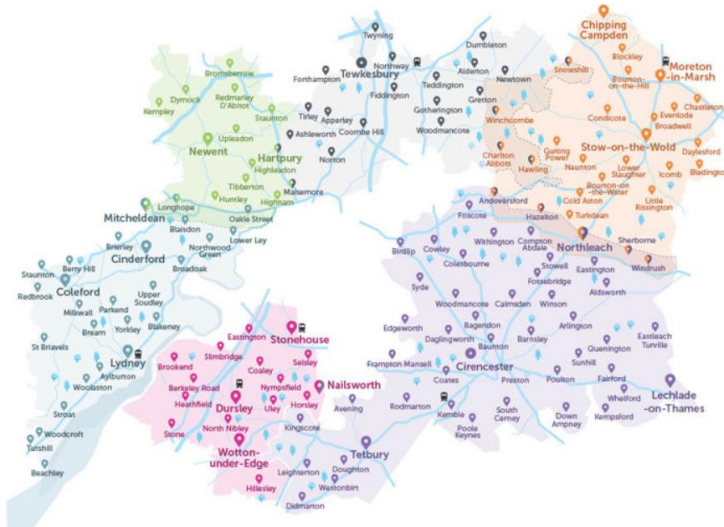 Chipping
Campden
Twyning
Dumbleton
Blockley
Northway
Alderton
Snowshill
Bourton-
on-the-Hill
Moreton
-in-Marsh
Forthampton
Tewkesbury
Teddington
Newtown
Bromsberrow
Dymock
Redmarley
D'Abitot
Fiddington
Gretton
Chastleton
Kempley
Tirley
Apperley
Gotherington
Winchcombe
Condicote
Evenlode
Staunton
Woodmancote
Broadwell
Upleadon
Ashleworth
Coombe Hill
Stow-on-the-Wold
Newent
Hartpury
Norton
Charlton
Abbots
Guiting
Power
Naunton
Lower
Slaughter
Daylesford
Highleadon
Hawling
Icomb
Bledington
Tibberton
Maisemore
Bourton-on
-the-Water
Huntley
Highnam
Andoversford
Cold Aston
Little
Rissington
Longhope
Mitcheldean
Oakle Street
Foxcote
Hazelton
Turkdean
Blaisdon
Lower Ley
Birdlip
Cowley
Withington
Compton
Abdale
Northleach
Sherborne
Brierley
Northwood
Green
Cinderford
Colesbourne
Stowell
Eastington
Windrush
Staunton
Berry Hill
Broadoak
Fossebridge
Syde
Aldsworth
Redbrook
Coleford
Upper
Soudley
Woodmancote
Calmsden
Winson
Milkwall
Parkend
Edgeworth
Bagendon
Arlington
Bream
Yorkley
Blakeney
Eastington
Stonehouse
Daglingworth
Baunton
Barnsley
Quenington
Eastleach
Turville
St Briavels
Lydney
Slimbridge
Selsley
Frampton Mansell
Cirencester
Sunhill
Brookend
Coaley
Aylburton
Woolaston
Berkeley Road
Nympsfield
Nailsworth
Coates
Preston
Poulton
Fairford
Lechlade
-on-Thames
Heathfield
Dursley
Uley
Horsley
Avening
Rodmarton
Kemble
South
Cerney
Whelford
Stroat
Down
Ampney
Kempsford
Stone
North Nibley
Kingscote
Poole
Keynes
Woodcroft
Wotton-
under-Edge
Tetbury
Tutshill
Beachley
Leighterton
Doughton
Hillesley
Westonbirt
Didmarton